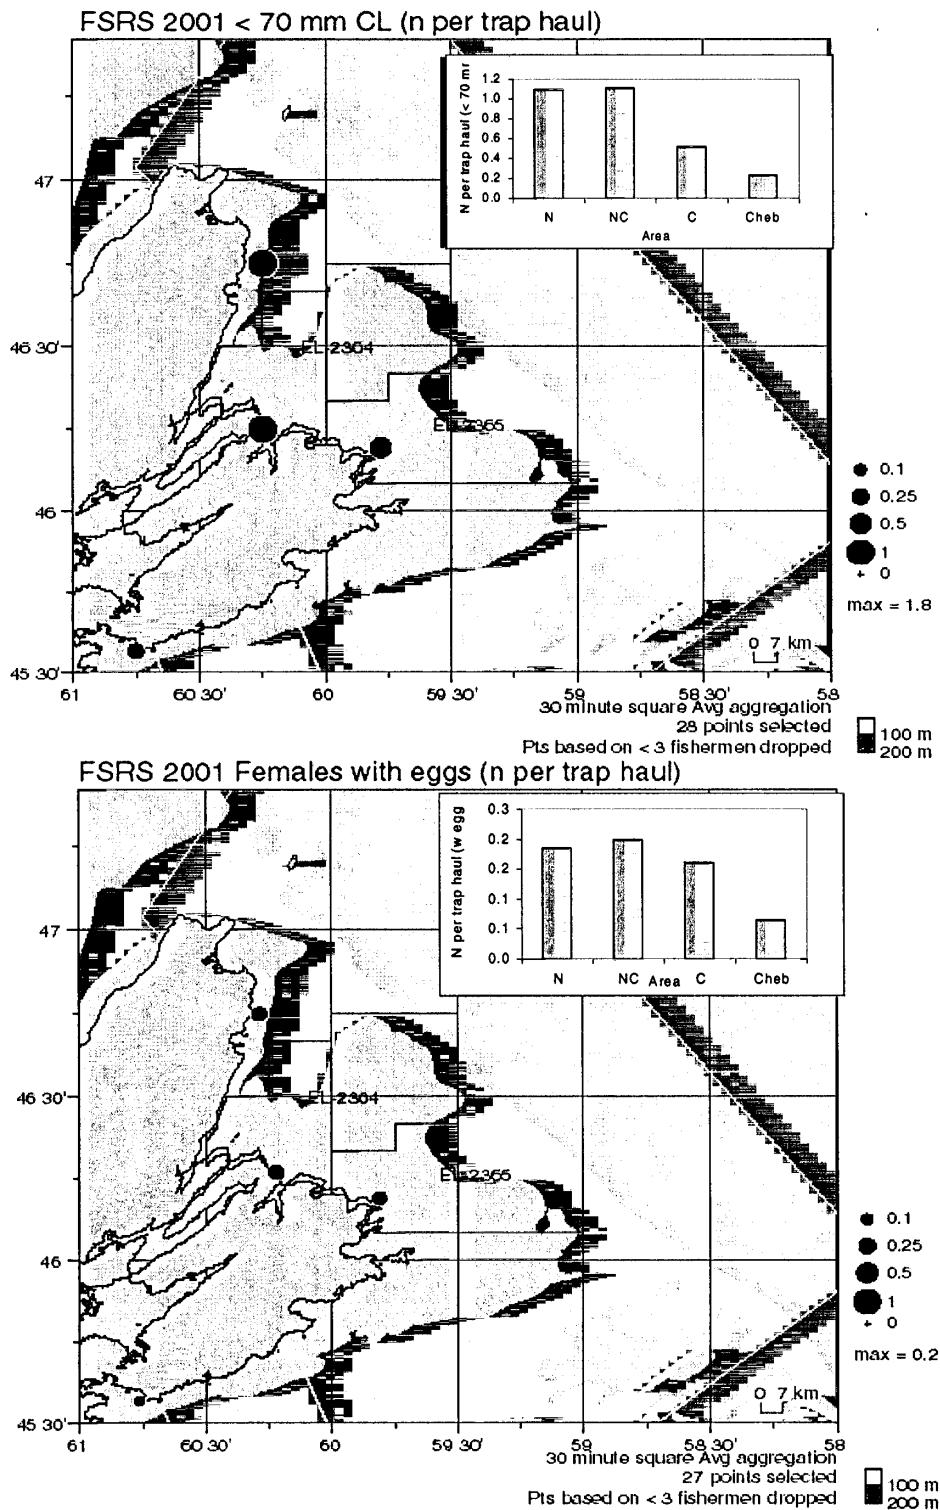 FSRS 2001 < 70 mm CL (n per trap haul)
N per trap haul (< 70 mr
1.2
1.0
0.8
0.6
0.4
0.2
0.0
N NC C Cheb
Area
47
46 30'
46
45 30'
EL-2364
EL-2365
0.1
0.25
0.5
1
0
max = 1.8
0 7 km
61 60 30' 60 59 30' 59 58 30' 58
30 minute square Avg aggregation
28 points selected
Pts based on < 3 fishermen dropped
100 m
200 m
FSRS 2001 Females with eggs (n per trap haul)
N per trap haul (w egg
0.3
0.2
0.2
0.1
0.1
0.0
N NC Area C Cheb
47
46 30'
46
45 30'
EL-2364
EL-2365
0.1
0.25
0.5
1
0
max = 0.2
0 7 km
61 60 30' 60 59 30' 59 58 30' 58
30 minute square Avg aggregation
27 points selected
Pts based on < 3 fishermen dropped
100 m
200 m